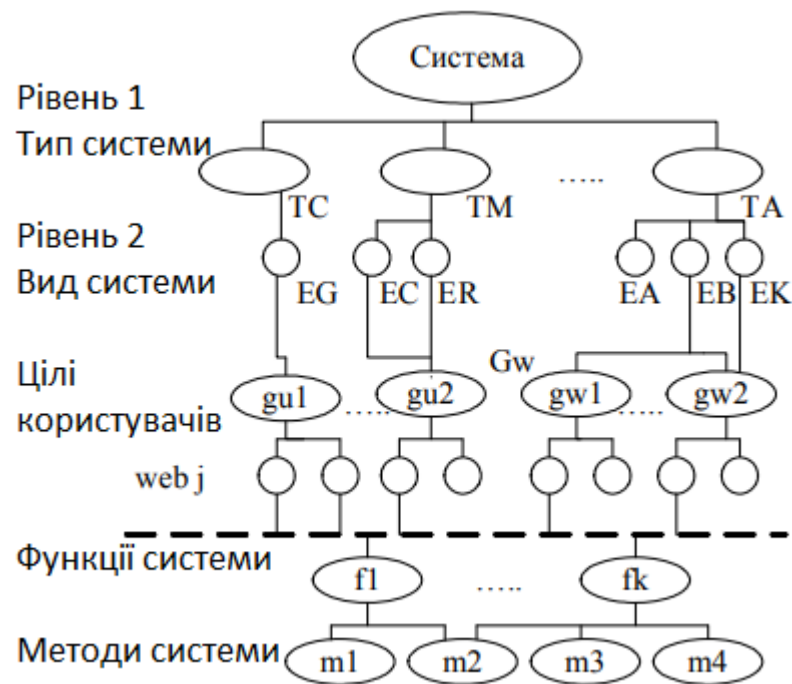 Система
Рівень 1
Тип системи
.....
TC
TM
TA
Рівень 2
Вид системи
EG
EC
ER
EA
EB
EK
Цілі
користувачів
Gw
gu1
.....
gu2
gw1
.....
gw2
web j
Функції системи
f1
.....
fk
Методи системи
m1
m2
m3
m4